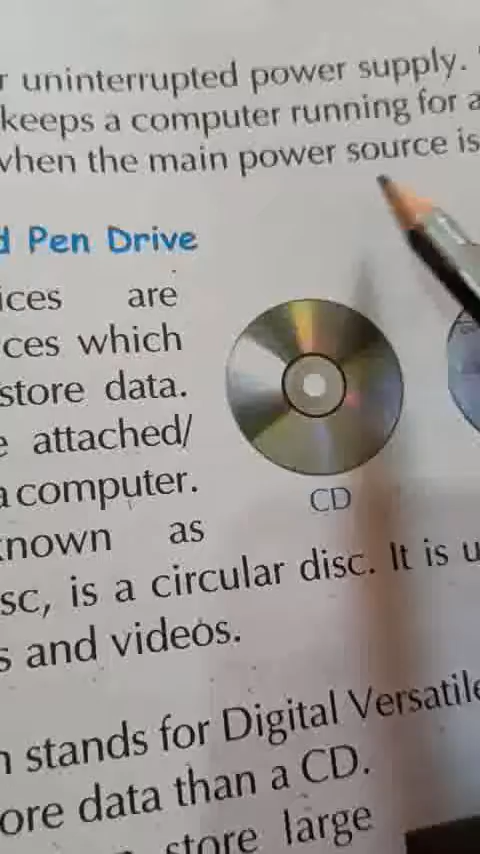 r uninterrupted power supply.
keeps a computer running for a
when the main power source is
d Pen Drive
ices are
ces which
store data.
e attached/
a computer.
known as
CD
sc, is a circular disc. It is u
s and videos.
n stands for Digital Versatile
ore data than a CD.
store large